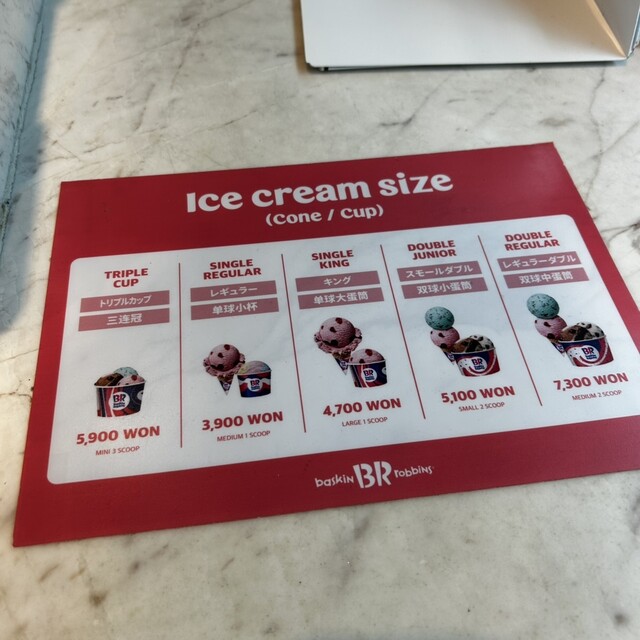 Ice cream size
(Cone / Cup)
TRIPLE
CUP
トリプルカップ
三连冠
5,900 WON
MINI 3 SCOOP
SINGLE
REGULAR
レギュラー
单球小杯
3,900 WON
MEDIUM 1 SCOOP
SINGLE
KING
キング
单球大蛋筒
4,700 WON
LARGE 1 SCOOP
DOUBLE
JUNIOR
スモールダブル
双球小蛋筒
5,100 WON
SMALL 2 SCOOP
DOUBLE
REGULAR
レギュラーダブル
双球中蛋筒
7,300 WON
MEDIUM 2 SCOOP
baskin BR robbins